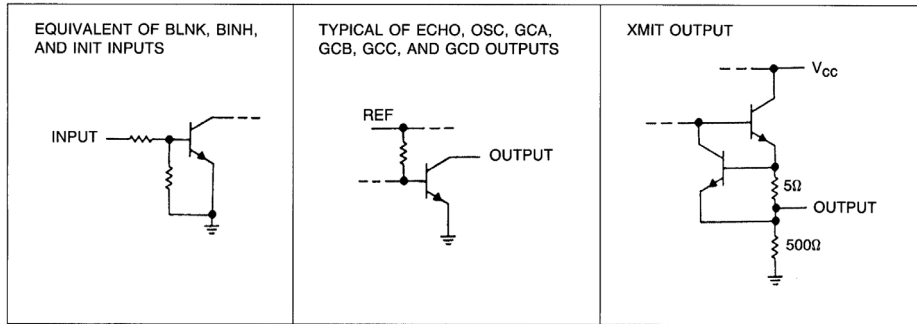 EQUIVALENT OF BLNK, BINH,
AND INIT INPUTS
INPUT
TYPICAL OF ECHO, OSC, GCA,
GCB, GCC, AND GCD OUTPUTS
REF
OUTPUT
XMIT OUTPUT
VCC
5Ω
OUTPUT
500Ω